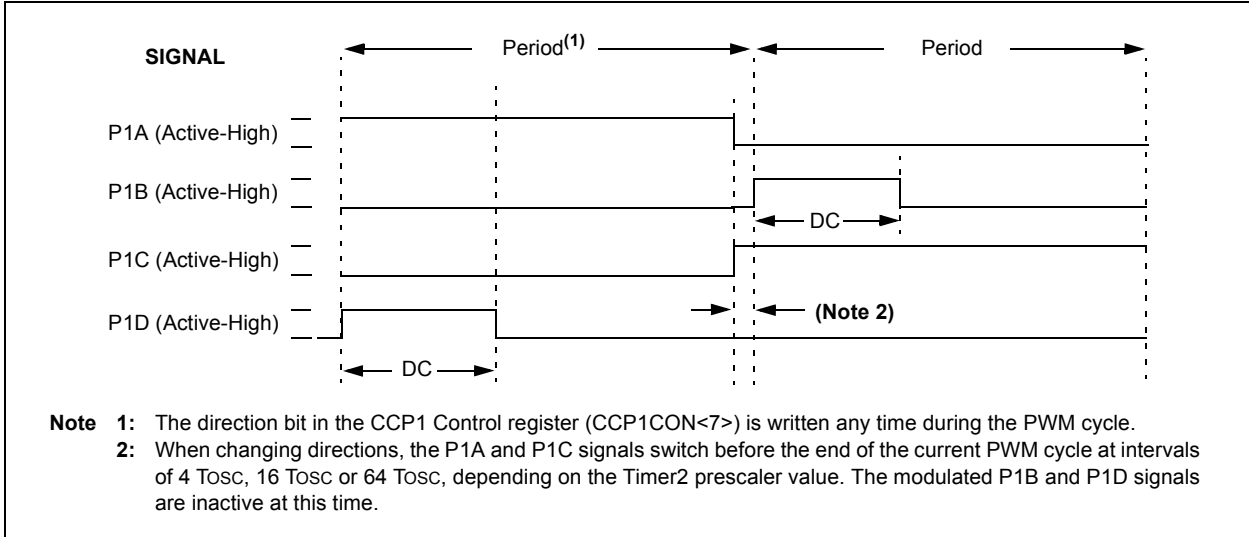 SIGNAL
Period(1)
Period
P1A (Active-High)
P1B (Active-High)
DC
P1C (Active-High)
P1D (Active-High)
(Note 2)
DC
Note 1: The direction bit in the CCP1 Control register (CCP1CON<7>) is written any time during the PWM cycle.
2: When changing directions, the P1A and P1C signals switch before the end of the current PWM cycle at intervals
of 4 TOSC, 16 TOSC or 64 TOSC, depending on the Timer2 prescaler value. The modulated P1B and P1D signals
are inactive at this time.